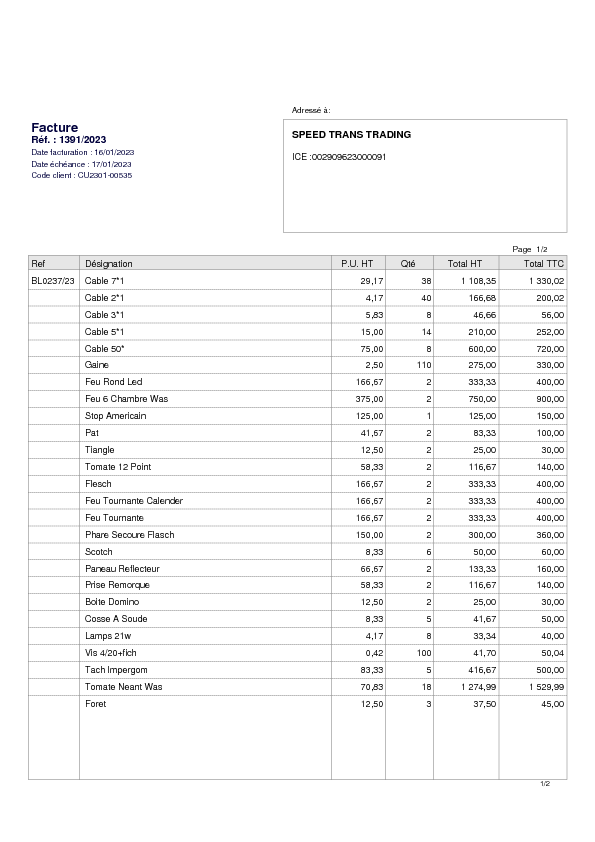 Adressé à:
Facture
Réf. : 1391/2023
Date facturation : 16/01/2023
Date échéance : 17/01/2023
Code client : CU2301-00535
SPEED TRANS TRADING
ICE :002909623000091
Page 1/2
Ref Désignation P.U. HT Qté Total HT Total TTC
BL0237/23 Cable 7*1 29,17 38 1 108,35 1 330,02
Cable 2*1 4,17 40 166,68 200,02
Cable 3*1 5,83 8 46,66 56,00
Cable 5*1 15,00 14 210,00 252,00
Cable 50* 75,00 8 600,00 720,00
Gaine 2,50 110 275,00 330,00
Feu Rond Led 166,67 2 333,33 400,00
Feu 6 Chambre Was 375,00 2 750,00 900,00
Stop Americain 125,00 1 125,00 150,00
Pat 41,67 2 83,33 100,00
Tiangle 12,50 2 25,00 30,00
Tomate 12 Point 58,33 2 116,67 140,00
Flesch 166,67 2 333,33 400,00
Feu Tournante Calender 166,67 2 333,33 400,00
Feu Tournante 166,67 2 333,33 400,00
Phare Secoure Flasch 150,00 2 300,00 360,00
Scotch 8,33 6 50,00 60,00
Paneau Reflecteur 66,67 2 133,33 160,00
Prise Remorque 58,33 2 116,67 140,00
Boite Domino 12,50 2 25,00 30,00
Cosse A Soude 8,33 5 41,67 50,00
Lamps 21w 4,17 8 33,34 40,00
Vis 4/20+fich 0,42 100 41,70 50,04
Tach Impergom 83,33 5 416,67 500,00
Tomate Neant Was 70,83 18 1 274,99 1 529,99
Foret 12,50 3 37,50 45,00
1/2